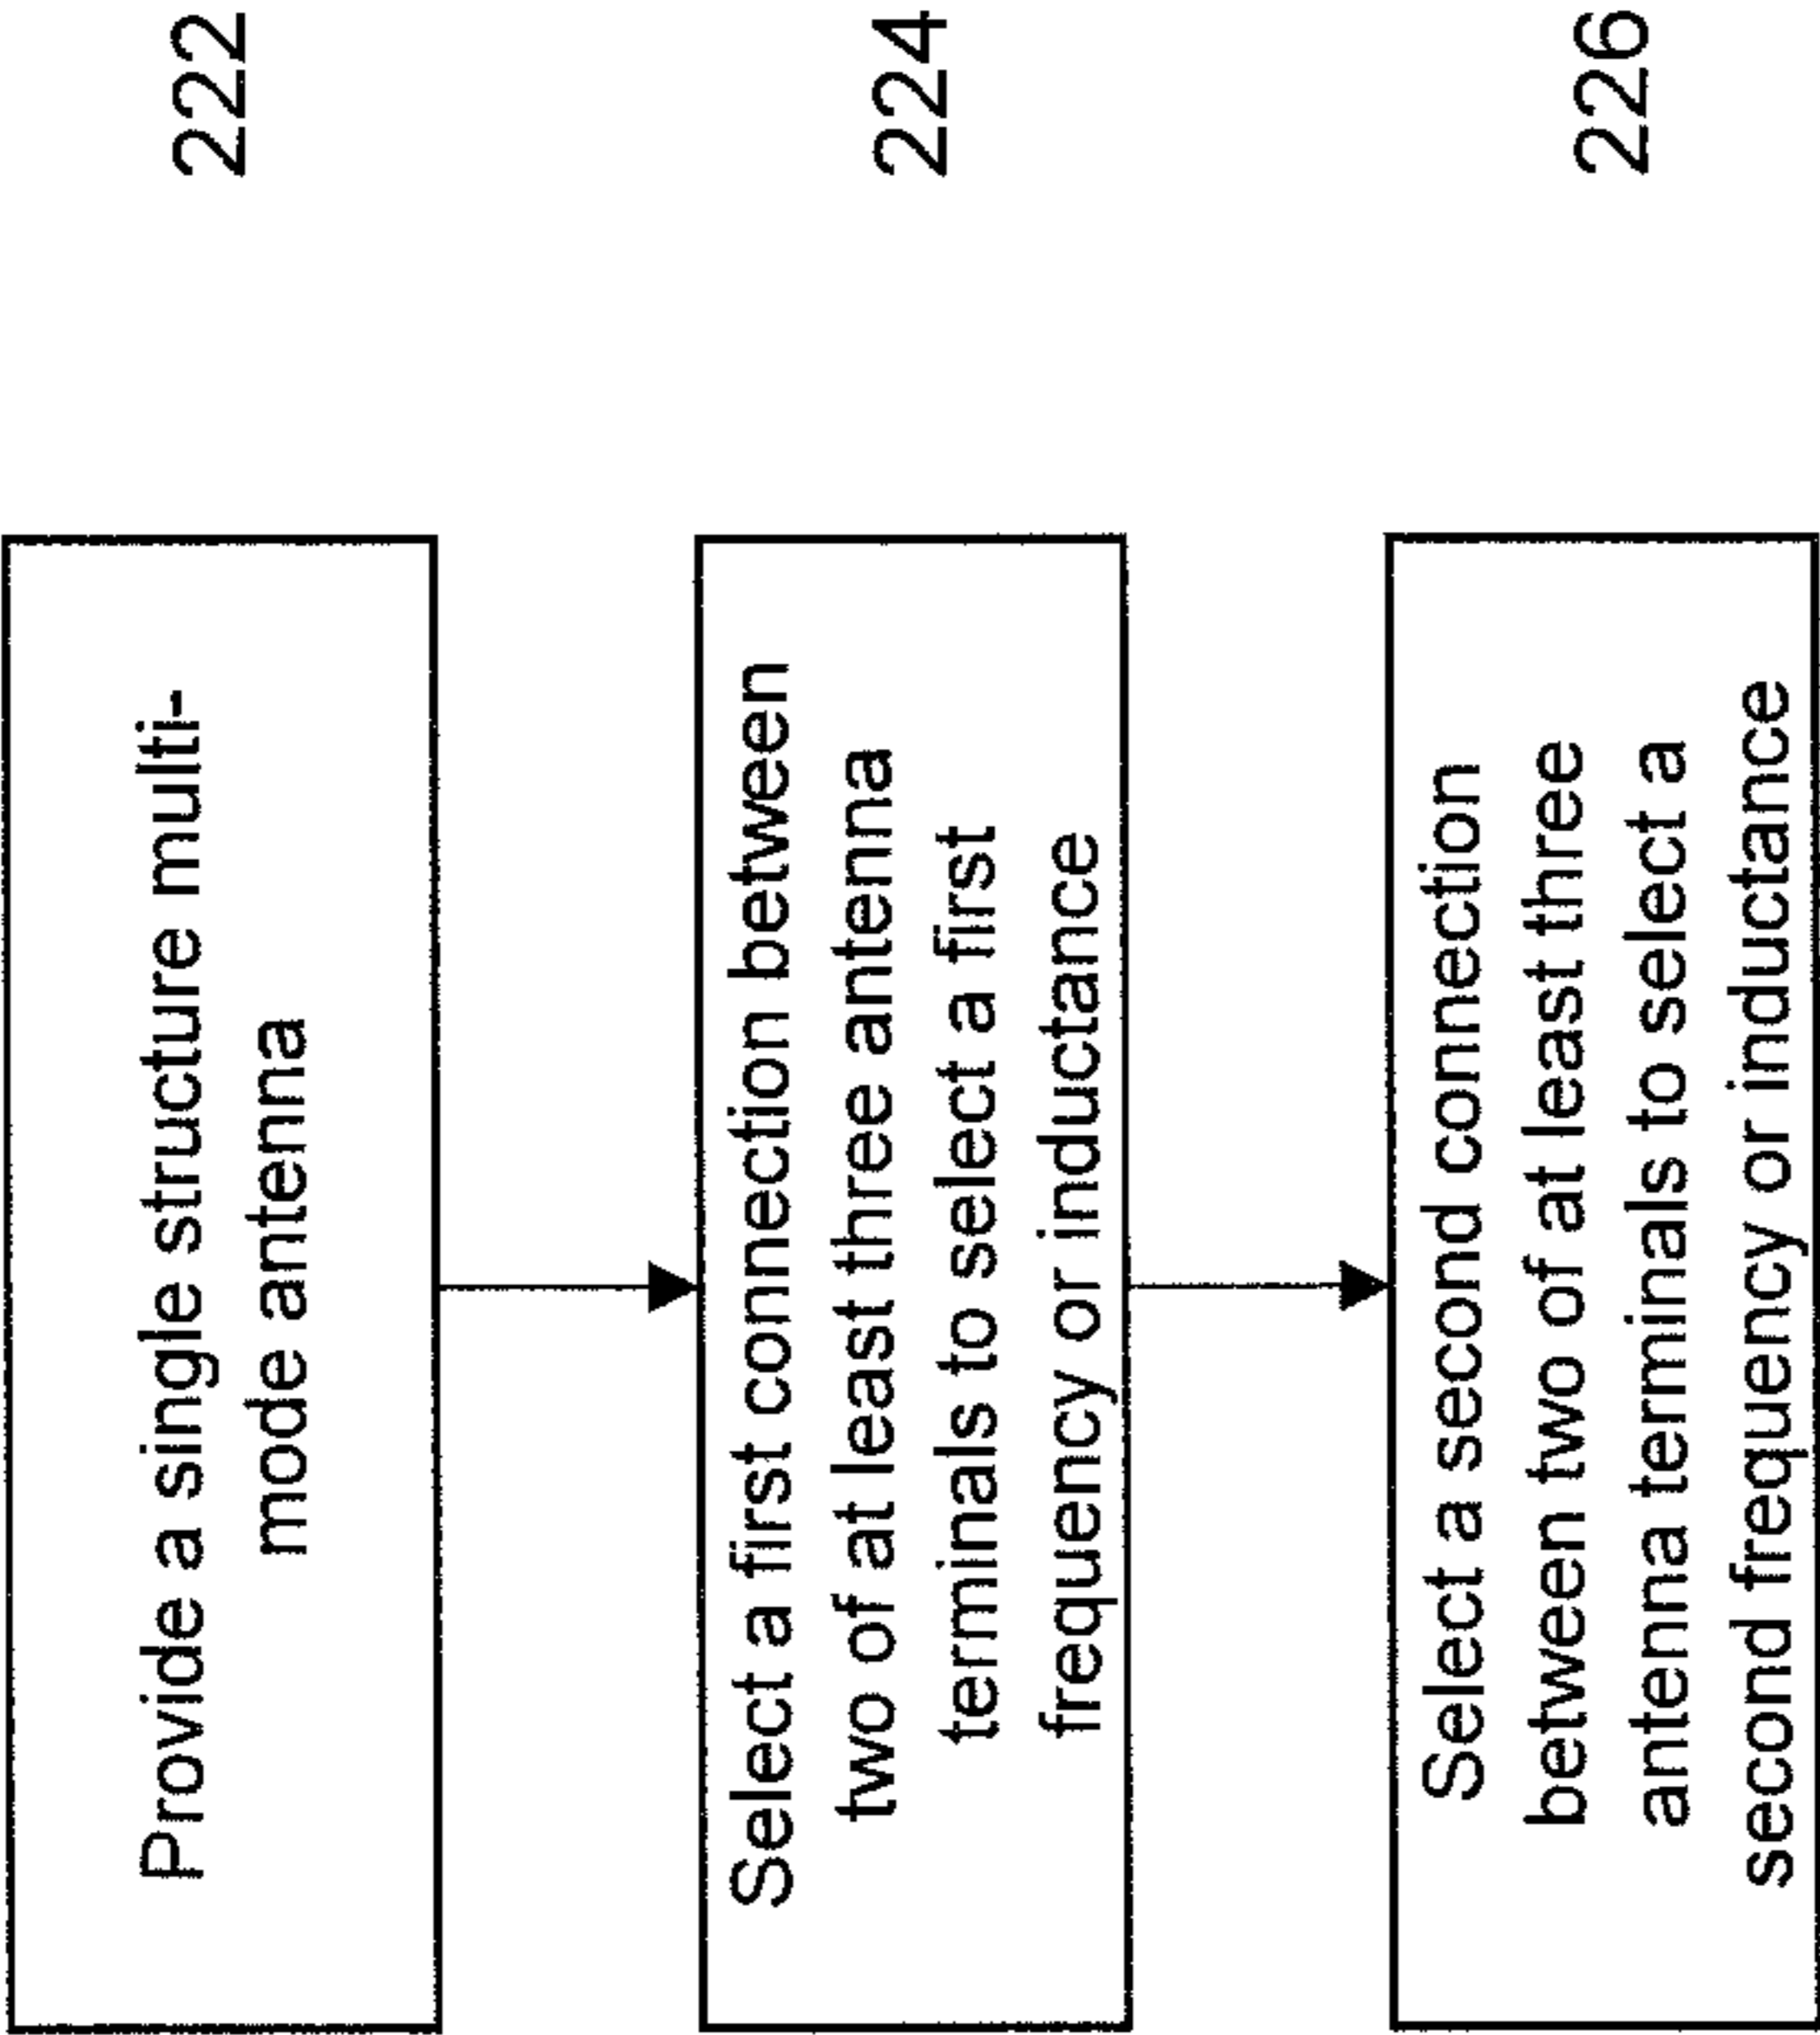 Provide a single structure multi-
mode antenna
222
Select a first connection between
two of at least three antenna
terminals to select a first
frequency or inductance
224
Select a second connection
between two of at least three
antenna terminals to select a
second frequency or inductance
226